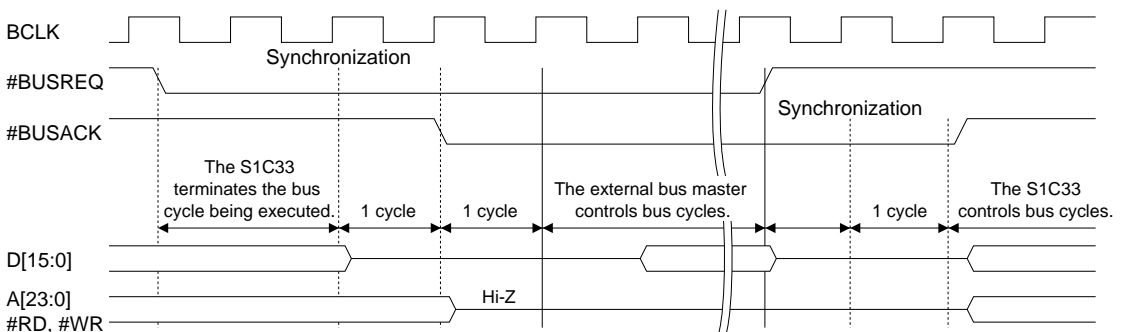 BCLK
Synchronization
#BUSREQ
Synchronization
#BUSACK
The S1C33
terminates the bus
cycle being executed.
1 cycle
1 cycle
The external bus master
controls bus cycles.
1 cycle
The S1C33
controls bus cycles.
D[15:0]
A[23:0]
#RD, #WR
Hi-Z